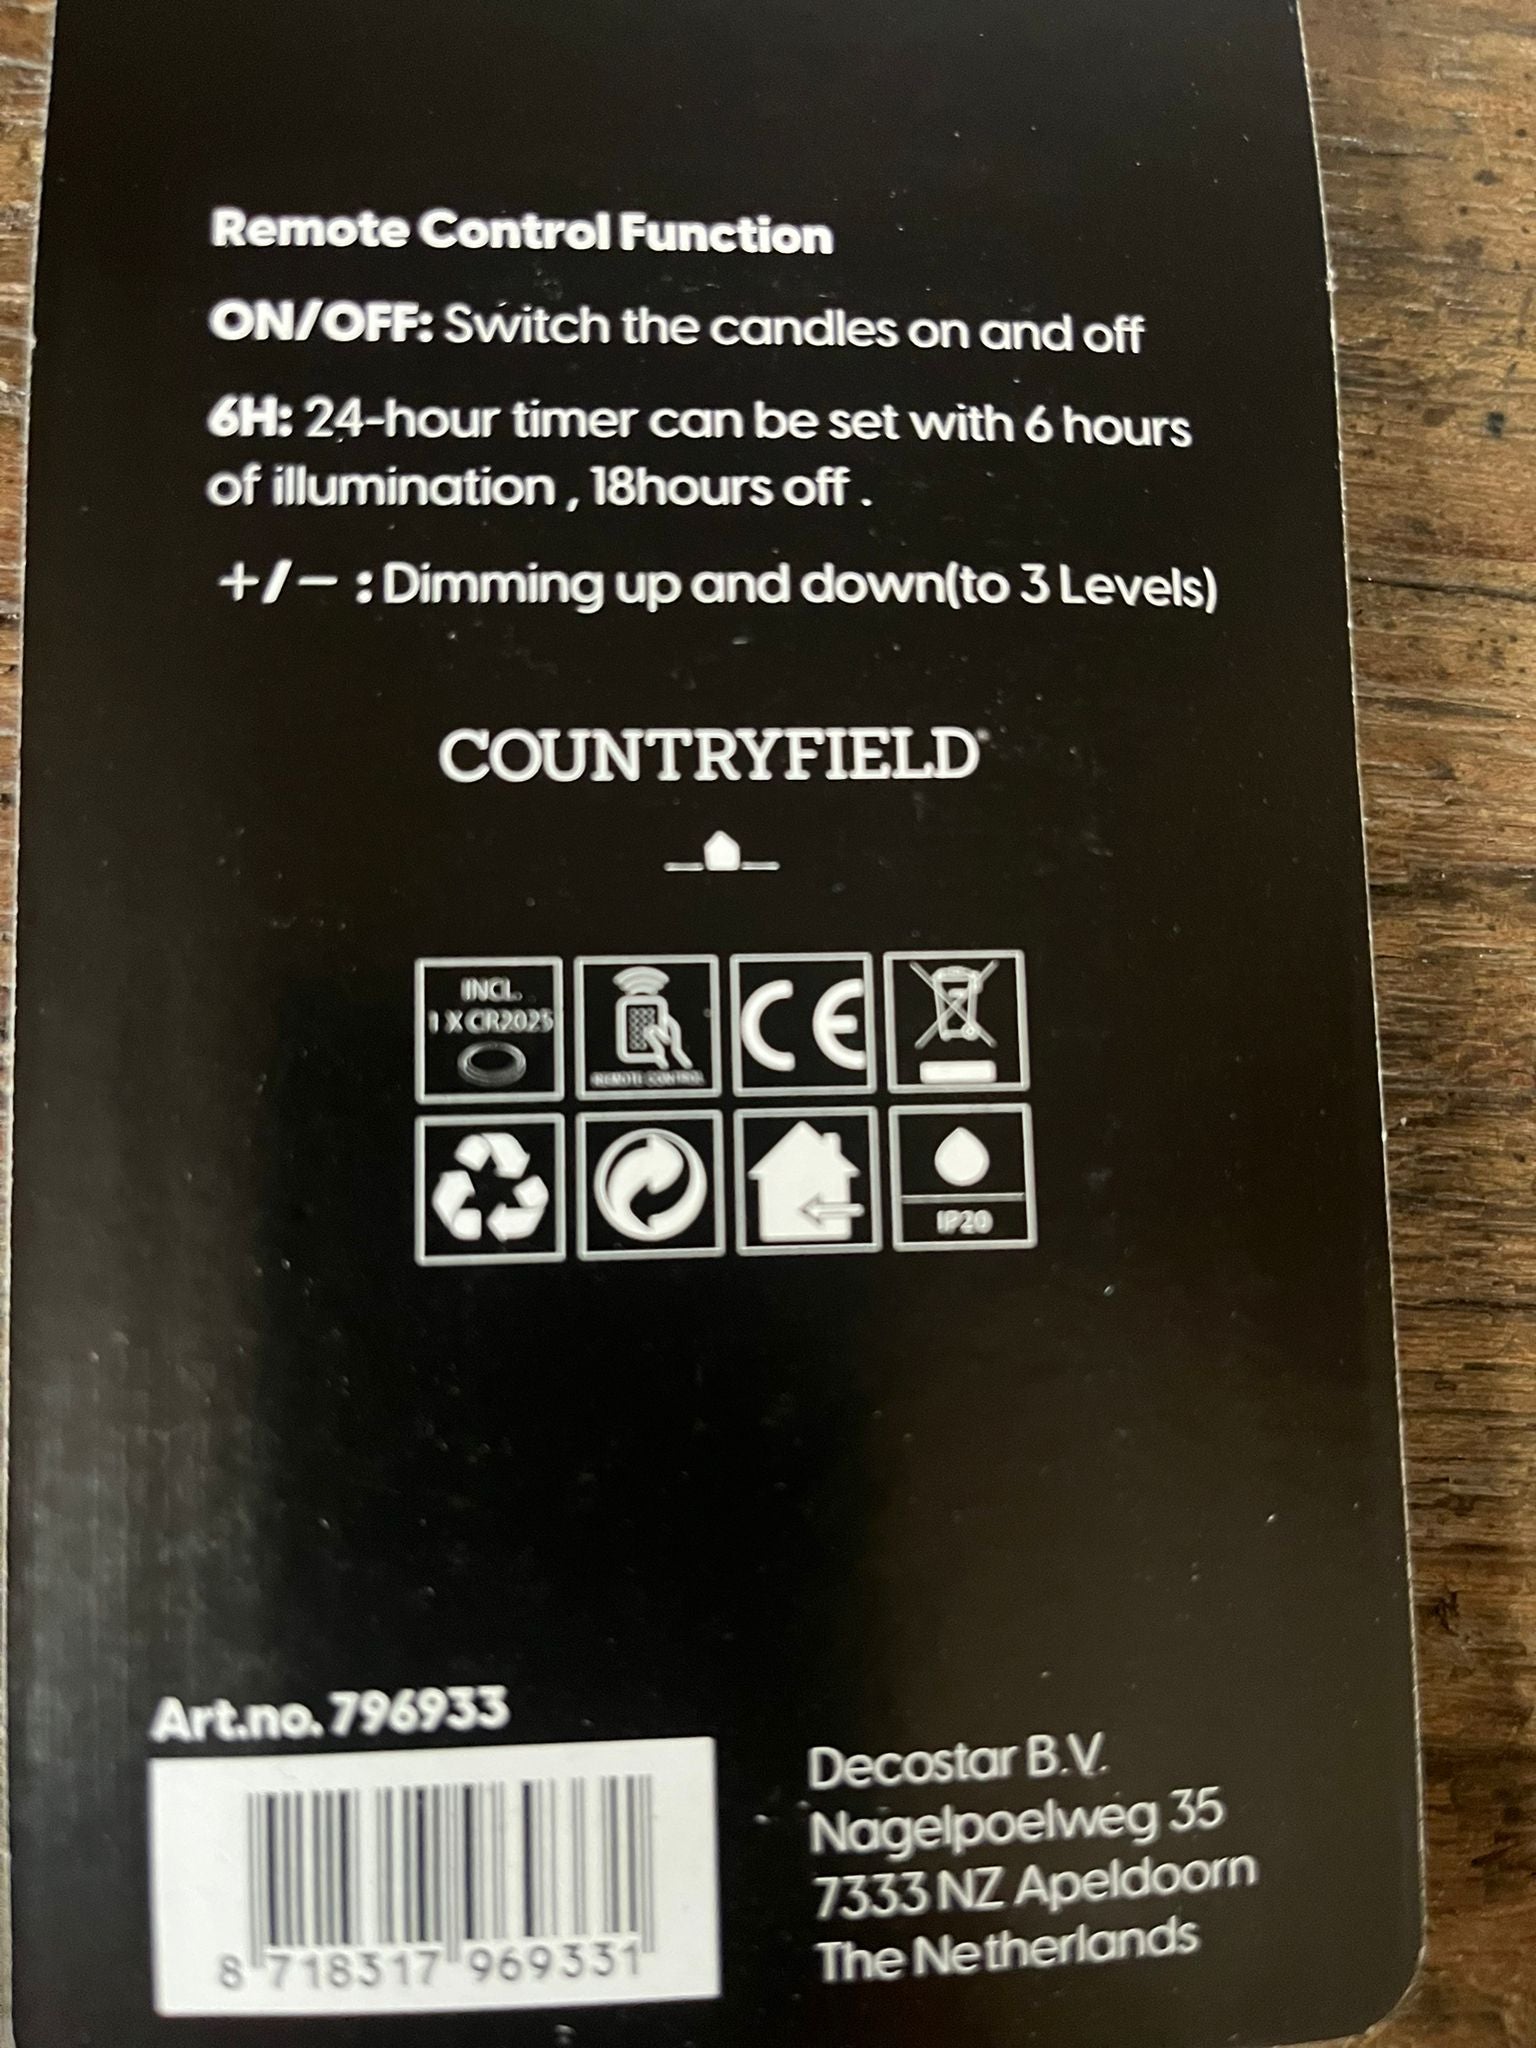 Remote Control Function
ON/OFF: Switch the candles on and off
6H: 24-hour timer can be set with 6 hours
of illumination , 18hours off .
+/− : Dimming up and down(to 3 Levels)
COUNTRYFIELD
INCL.
1 X CR2025
REMOTE CONTROL
CE
IP20
Art.no. 796933
8 718317 969331
Decostar B.V.
Nagelpoelweg 35
7333 NZ Apeldoorn
The Netherlands